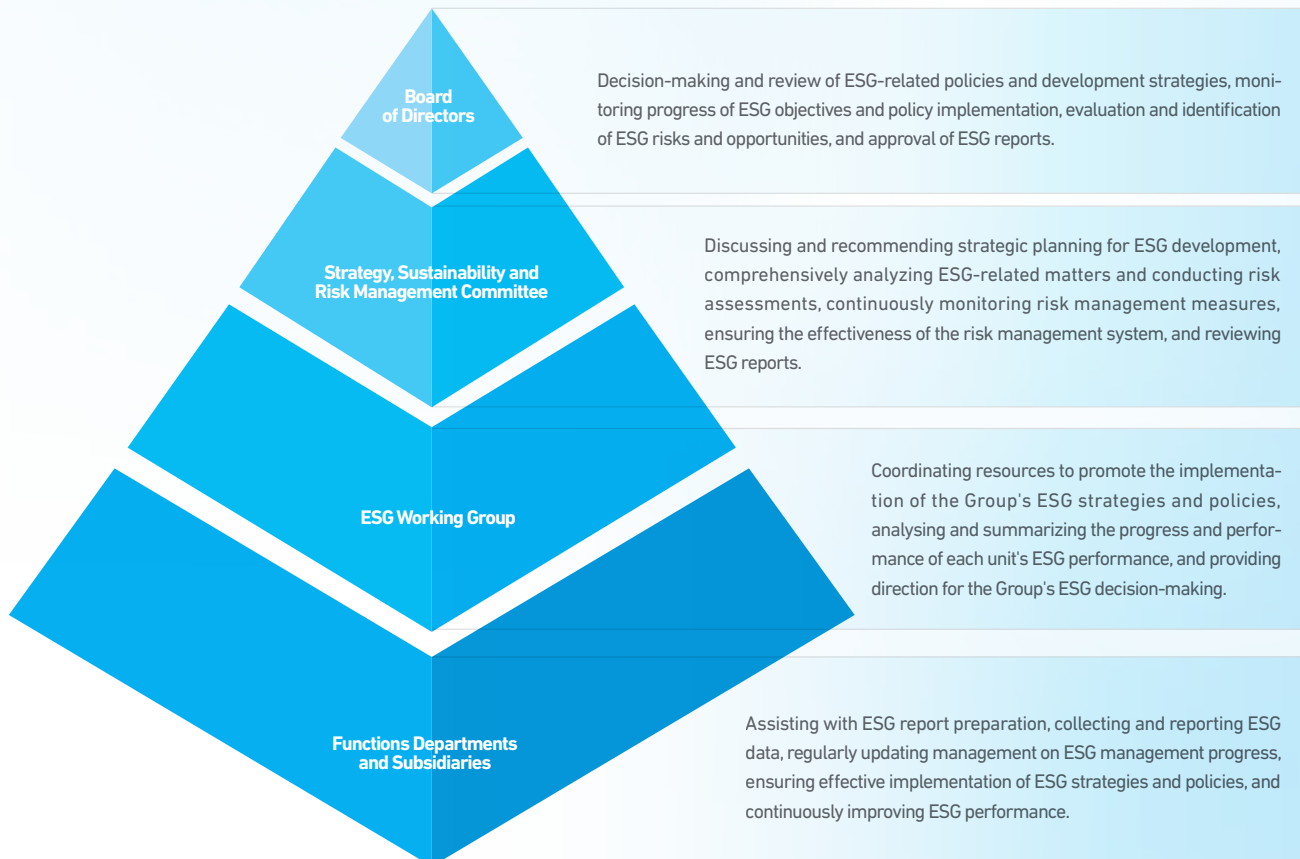 Board
of Directors
Decision-making and review of ESG-related policies and development strategies, moni-
toring progress of ESG objectives and policy implementation, evaluation and identification
of ESG risks and opportunities, and approval of ESG reports.
Strategy, Sustainability and
Risk Management Committee
Discussing and recommending strategic planning for ESG development,
comprehensively analyzing ESG-related matters and conducting risk
assessments, continuously monitoring risk management measures,
ensuring the effectiveness of the risk management system, and reviewing
ESG reports.
ESG Working Group
Coordinating resources to promote the implementa-
tion of the Group's ESG strategies and policies,
analysing and summarizing the progress and perfor-
mance of each unit's ESG performance, and providing
direction for the Group's ESG decision-making.
Functions Departments
and Subsidiaries
Assisting with ESG report preparation, collecting and reporting ESG
data, regularly updating management on ESG management progress,
ensuring effective implementation of ESG strategies and policies, and
continuously improving ESG performance.